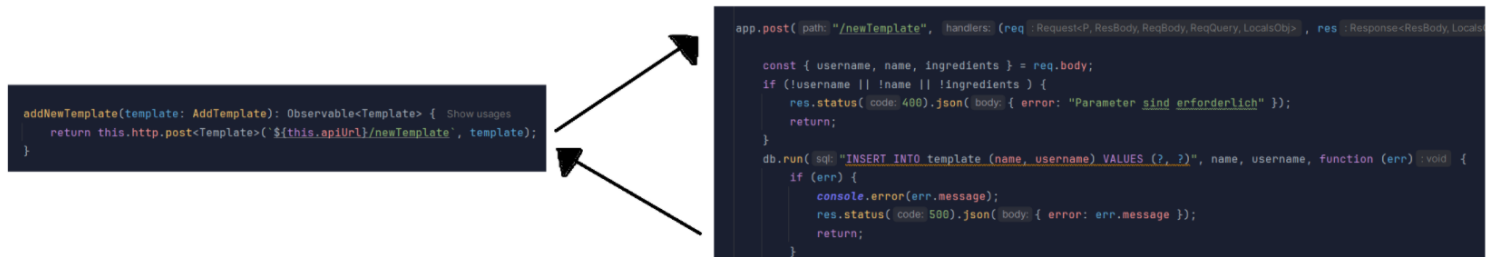 addNewTemplate(template: AddTemplate): Observable<Template> { Show usages
return this.http.post<Template>(`${this.apiUrl}/newTemplate`, template);
}
app.post( path: "/newTemplate", handlers: (req : Request<P, ResBody, ReqBody, ReqQuery, LocalsObj> , res : Response<ResBody, Locals
const { username, name, ingredients } = req.body;
if (!username || !name || !ingredients ) {
res.status( code: 400).json( body: { error: "Parameter sind erforderlich" });
return;
}
db.run( sql: "INSERT INTO template (name, username) VALUES (?, ?)", name, username, function (err) : void {
if (err) {
console.error(err.message);
res.status( code: 500).json( body: { error: err.message });
return;
}